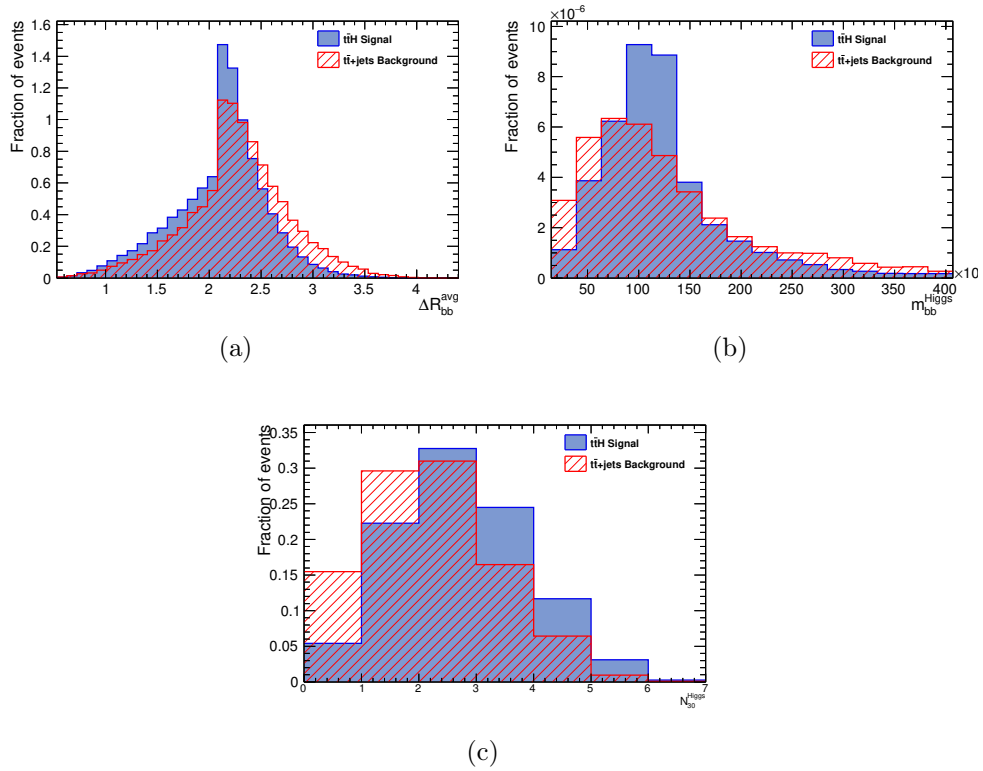 Fraction of events
1.6
1.4
1.2
1
0.8
0.6
0.4
0.2
0
tt̄H Signal
tt̄+jets Background
1 1.5 2 2.5 3 3.5 4
ΔR_bb^avg
(a)
×10^-6
Fraction of events
10
8
6
4
2
0
tt̄H Signal
tt̄+jets Background
50 100 150 200 250 300 350 400
×10
m_bb^Higgs
(b)
Fraction of events
0.35
0.3
0.25
0.2
0.15
0.1
0.05
0
tt̄H Signal
tt̄+jets Background
0 1 2 3 4 5 6 7
N_30^Higgs
(c)